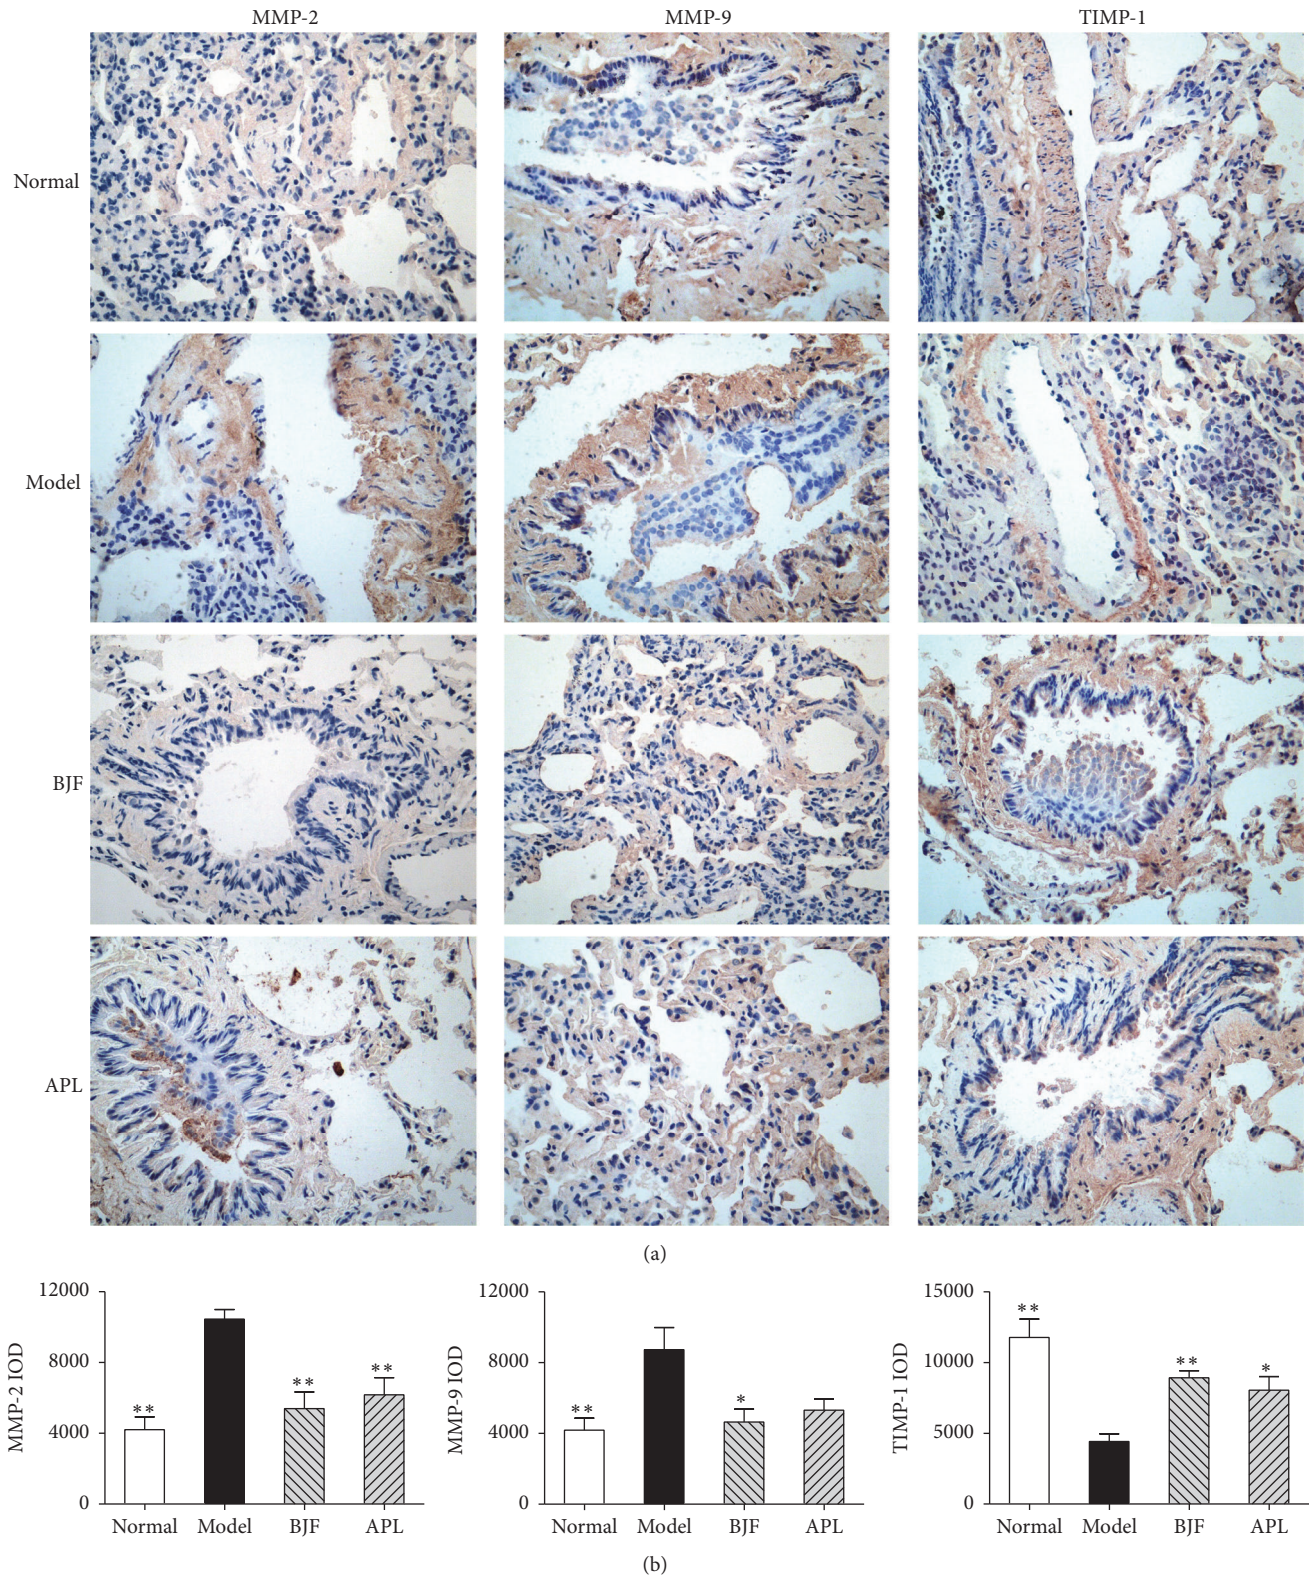 MMP-2 MMP-9 TIMP-1
Normal
Model
BJF
APL
(a)
12000
8000
4000
0
MMP-2 IOD
** ** **
Normal Model BJF APL
12000
8000
4000
0
MMP-9 IOD
** *
Normal Model BJF APL
15000
10000
5000
0
TIMP-1 IOD
** ** *
Normal Model BJF APL
(b)